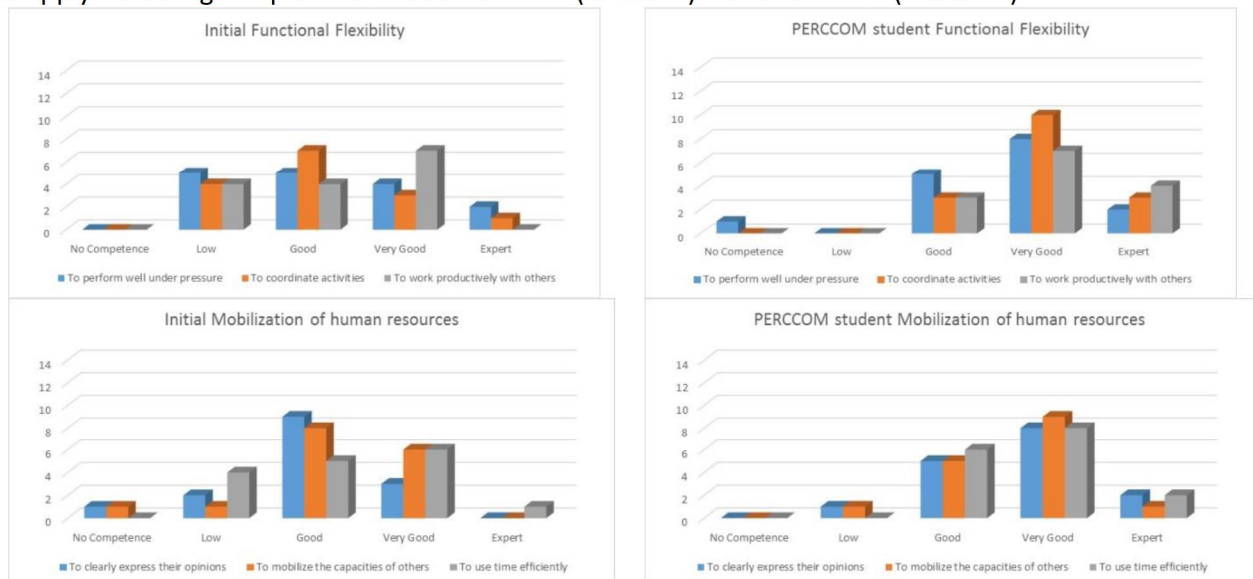 Initial Functional Flexibility
14
12
10
8
6
4
2
0
No Competence Low Good Very Good Expert
To perform well under pressure To coordinate activities To work productively with others
PERCCOM student Functional Flexibility
14
12
10
8
6
4
2
0
No Competence Low Good Very Good Expert
To perform well under pressure To coordinate activities To work productively with others
Initial Mobilization of human resources
14
12
10
8
6
4
2
0
No Competence Low Good Very Good Expert
To clearly express their opinions To mobilize the capacities of others To use time efficiently
PERCCOM student Mobilization of human resources
14
12
10
8
6
4
2
0
No Competence Low Good Very Good Expert
To clearly express their opinions To mobilize the capacities of others To use time efficiently